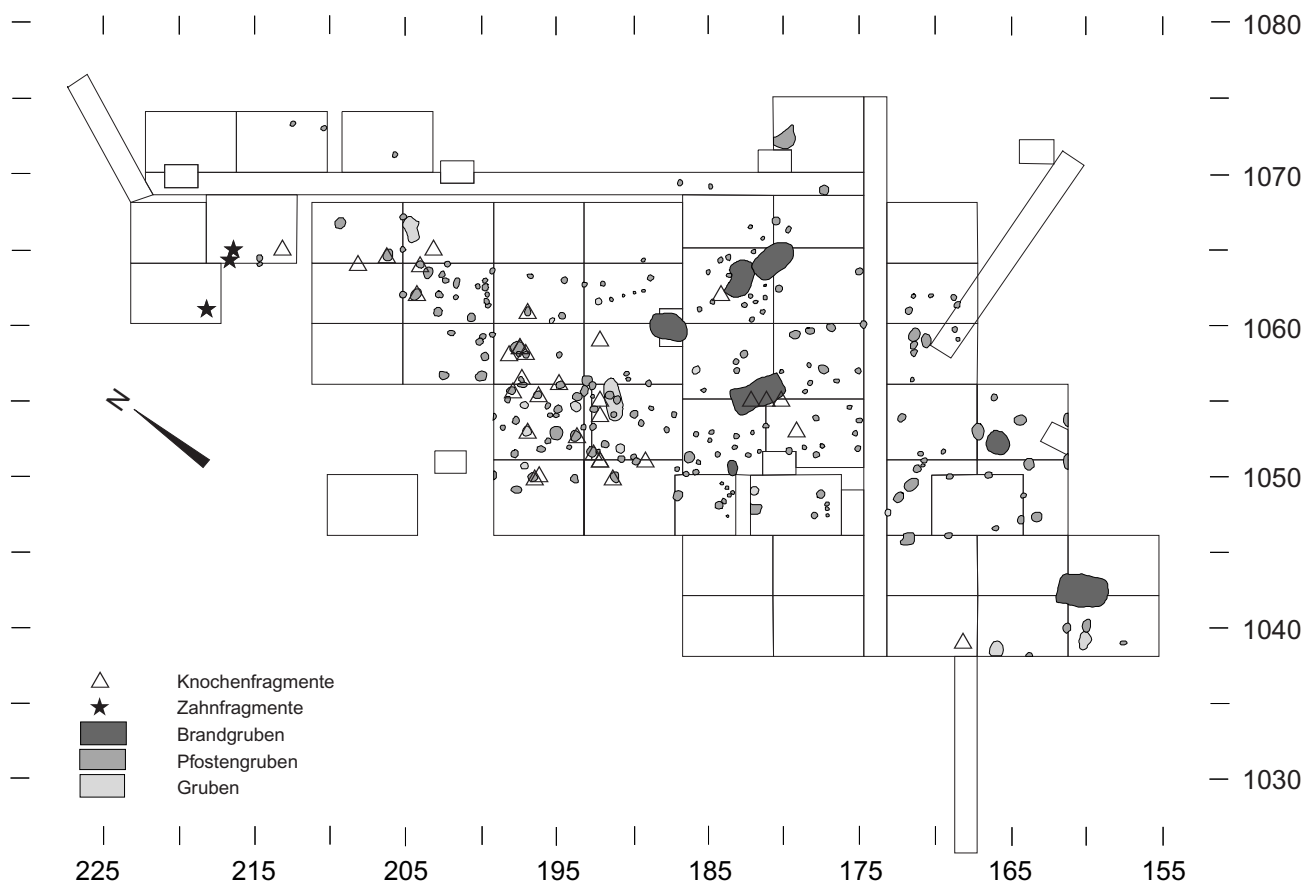 1080
1070
1060
N
1050
1040
Knochenfragmente
Zahnfragmente
Brandgruben
Pfostengruben
Gruben
1030
225 215 205 195 185 175 165 155